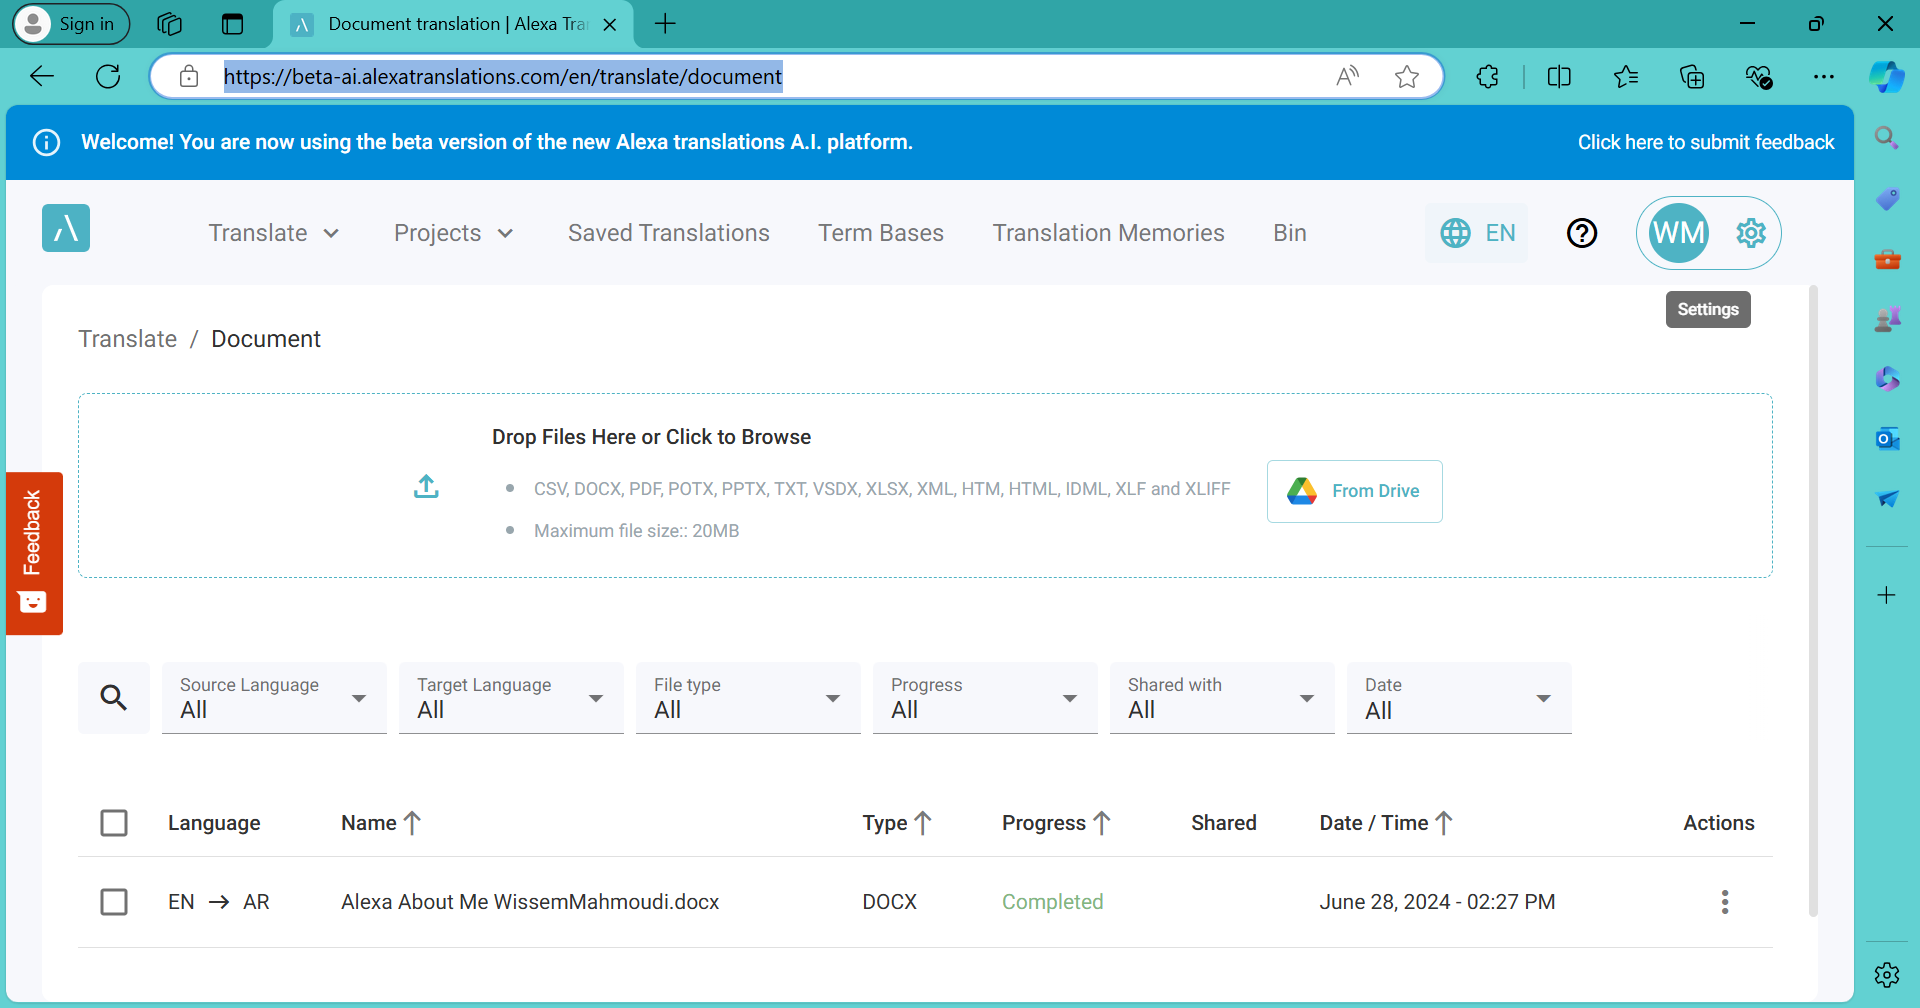 Sign in
Document translation | Alexa Tra
https://beta-ai.alexatranslations.com/en/translate/document
Welcome! You are now using the beta version of the new Alexa translations A.I. platform.
Click here to submit feedback
Translate
Projects
Saved Translations
Term Bases
Translation Memories
Bin
EN
WM
Settings
Translate / Document
Drop Files Here or Click to Browse
CSV, DOCX, PDF, POTX, PPTX, TXT, VSDX, XLSX, XML, HTM, HTML, IDML, XLF and XLIFF
Maximum file size:: 20MB
From Drive
Feedback
Source Language
All
Target Language
All
File type
All
Progress
All
Shared with
All
Date
All
Language Name Type Progress Shared Date / Time Actions
EN → AR Alexa About Me WissemMahmoudi.docx DOCX Completed June 28, 2024 - 02:27 PM